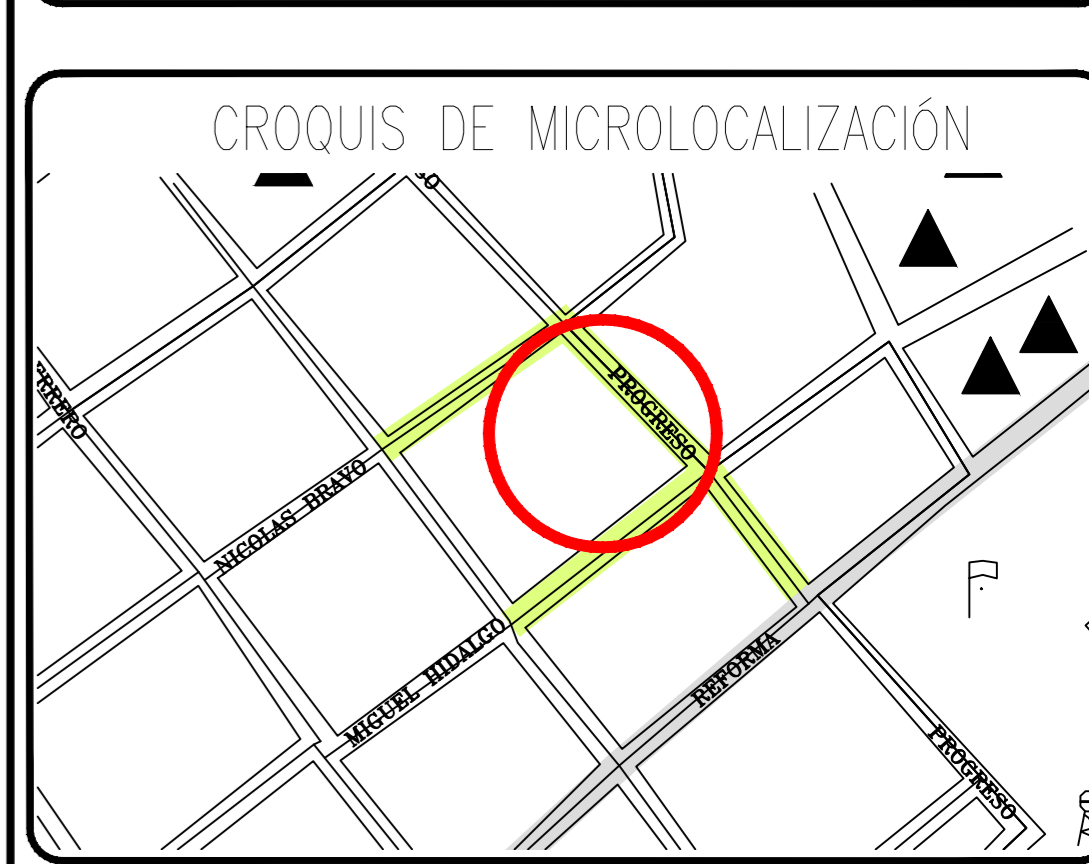 CROQUIS DE MICROLOCALIZACIÓN
PROGRESO
NICOLAS BRAVO
MIGUEL HIDALGO
REFORMA
PROGRESO